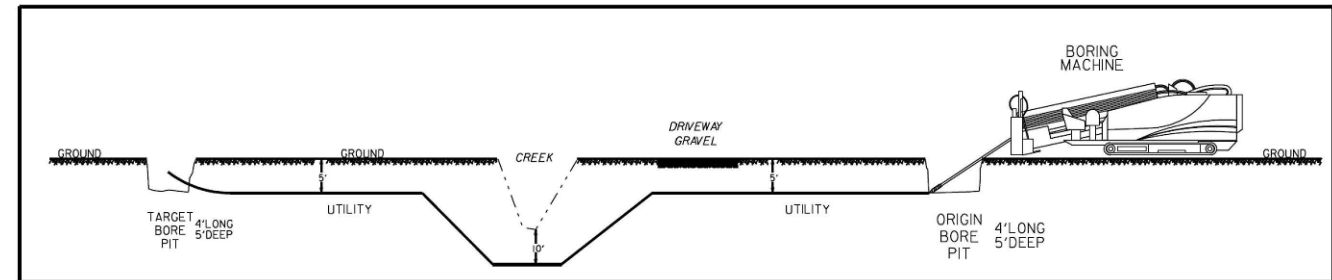 BORING
MACHINE
DRIVEWAY
GRAVEL
GROUND
GROUND
CREEK
GROUND
5'
5'
UTILITY
UTILITY
TARGET
BORE
PIT
4'LONG
5'DEEP
10'
ORIGIN
BORE
PIT
4'LONG
5'DEEP